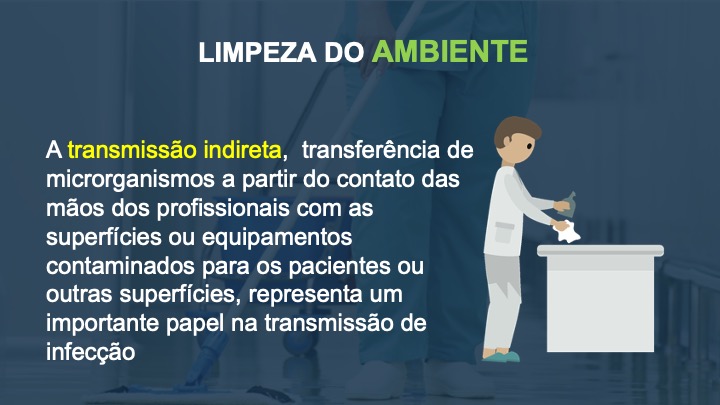 LIMPEZA DO AMBIENTE
A transmissão indireta, transferência de
microrganismos a partir do contato das
mãos dos profissionais com as
superfícies ou equipamentos
contaminados para os pacientes ou
outras superfícies, representa um
importante papel na transmissão de
infecção